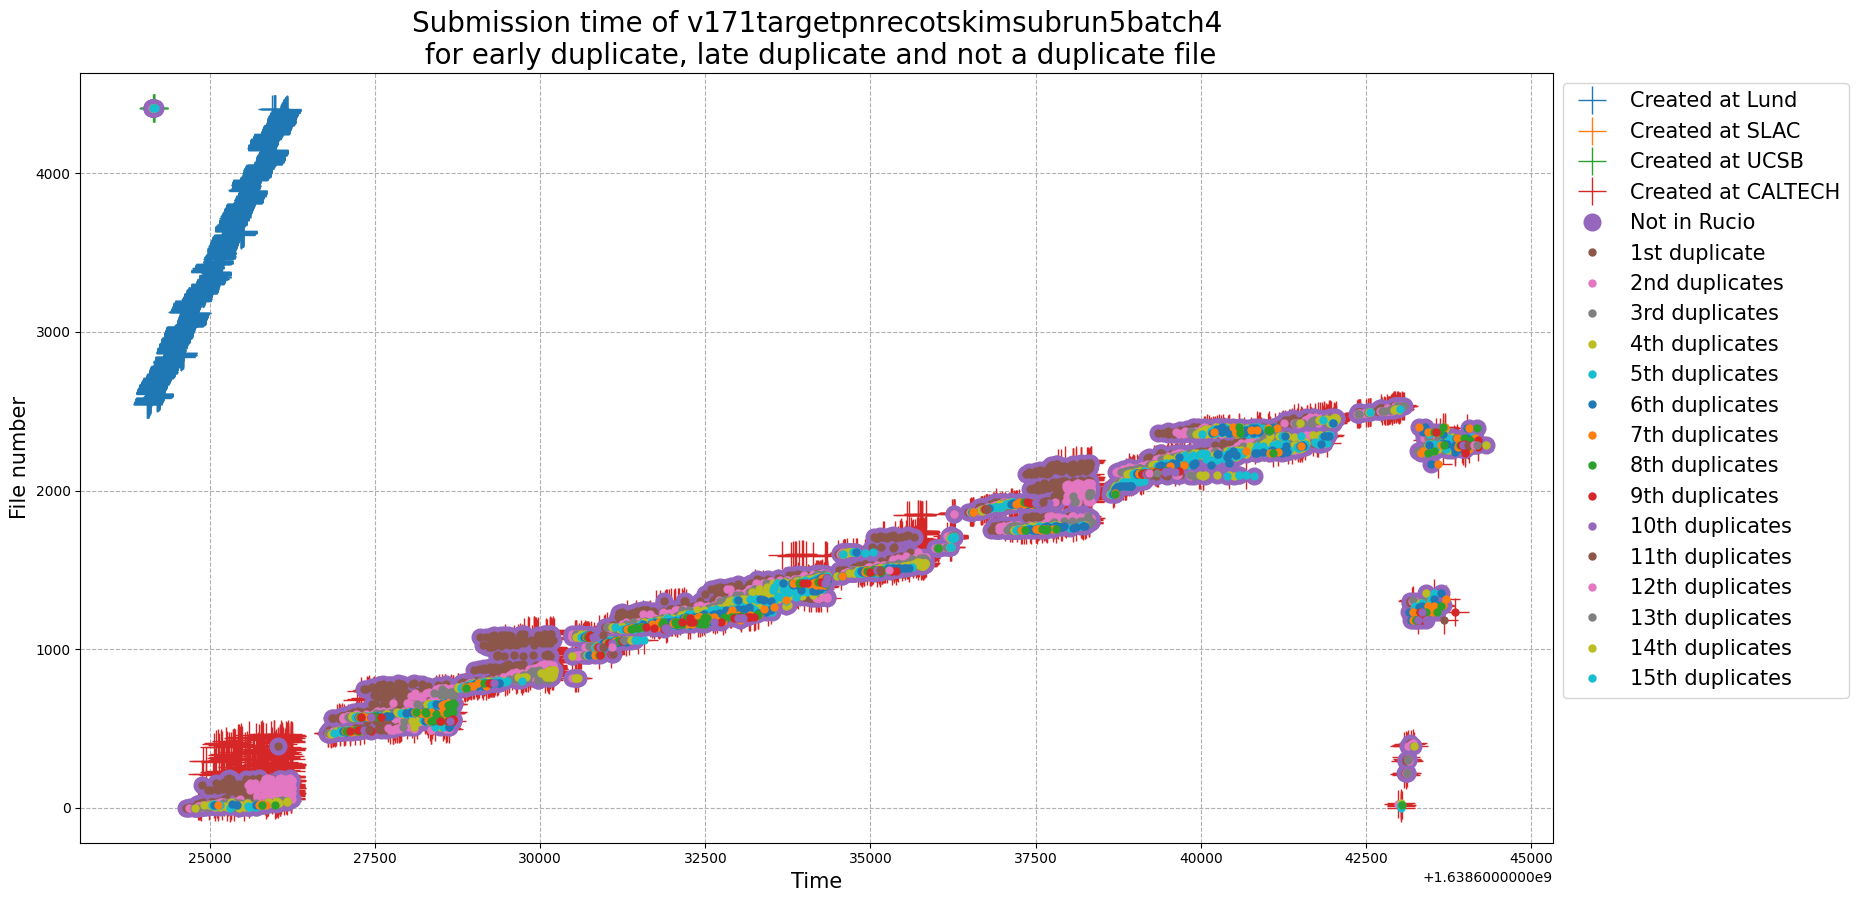 Submission time of v171targetpnrecotskimsubrun5batch4
for early duplicate, late duplicate and not a duplicate file
File number
4000
3000
2000
1000
0
25000
27500
30000
32500
35000
37500
40000
42500
45000
+1.6386000000e9
Time
Created at Lund
Created at SLAC
Created at UCSB
Created at CALTECH
Not in Rucio
1st duplicate
2nd duplicates
3rd duplicates
4th duplicates
5th duplicates
6th duplicates
7th duplicates
8th duplicates
9th duplicates
10th duplicates
11th duplicates
12th duplicates
13th duplicates
14th duplicates
15th duplicates